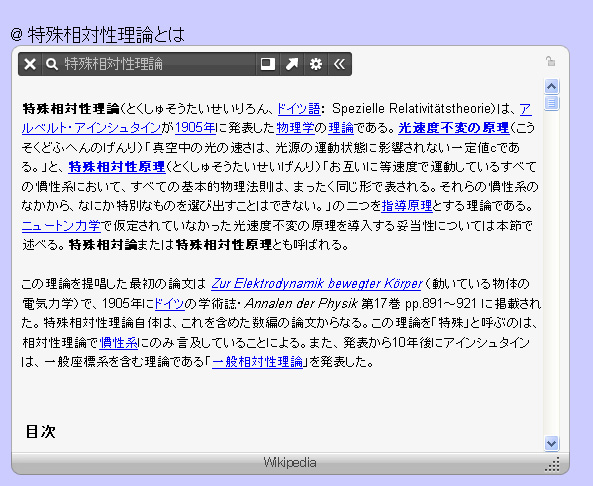 @ 特殊相対性理論とは
特殊相対性理論
特殊相対性理論（とくしゅそうたいせいりろん、ドイツ語: Spezielle Relativitätstheorie）は、ア
ルベルト・アインシュタインが1905年に発表した物理学の理論である。光速度不変の原理（こう
そくどふへんのげんり）「真空中の光の速さは、光源の運動状態に影響されない一定値cであ
る。」と、特殊相対性原理（とくしゅそうたいせいげんり）「お互いに等速度で運動しているすべて
の慣性系において、すべての基本的物理法則は、まったく同じ形で表される。それらの慣性系の
なかから、なにか特別なものを選び出すことはできない。」の二つを指導原理とする理論である。
ニュートン力学で仮定されていなかった光速度不変の原理を導入する妥当性については本節で
述べる。特殊相対論または特殊相対性原理とも呼ばれる。
この理論を提唱した最初の論文は Zur Elektrodynamik bewegter Körper（動いている物体の
電気力学）で、1905年にドイツの学術誌・Annalen der Physik 第17巻 pp.891～921 に掲載され
た。特殊相対性理論自体は、これを含めた数編の論文からなる。この理論を「特殊」と呼ぶのは、
相対性理論で慣性系にのみ言及していることによる。また、発表から10年後にアインシュタイン
は、一般座標系を含む理論である「一般相対性理論」を発表した。
目次
Wikipedia